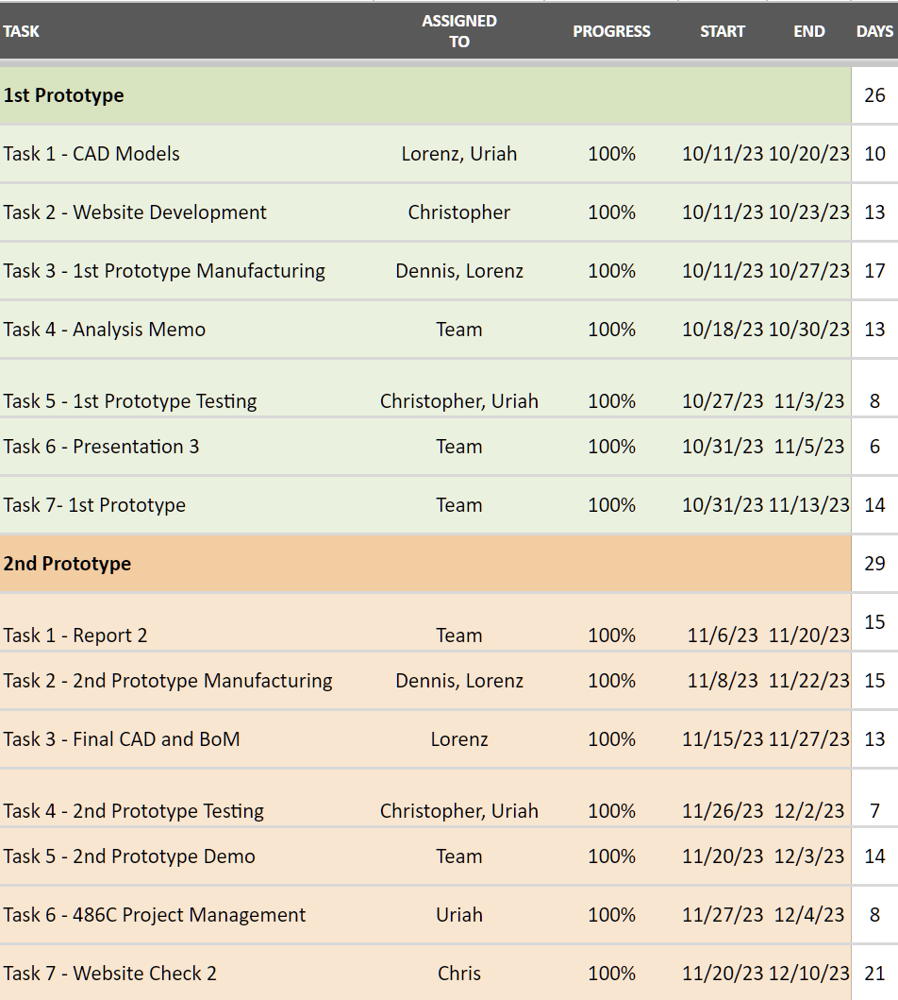 TASK ASSIGNED TO PROGRESS START END DAYS
1st Prototype 26
Task 1 - CAD Models Lorenz, Uriah 100% 10/11/23 10/20/23 10
Task 2 - Website Development Christopher 100% 10/11/23 10/23/23 13
Task 3 - 1st Prototype Manufacturing Dennis, Lorenz 100% 10/11/23 10/27/23 17
Task 4 - Analysis Memo Team 100% 10/18/23 10/30/23 13
Task 5 - 1st Prototype Testing Christopher, Uriah 100% 10/27/23 11/3/23 8
Task 6 - Presentation 3 Team 100% 10/31/23 11/5/23 6
Task 7- 1st Prototype Team 100% 10/31/23 11/13/23 14
2nd Prototype 29
Task 1 - Report 2 Team 100% 11/6/23 11/20/23 15
Task 2 - 2nd Prototype Manufacturing Dennis, Lorenz 100% 11/8/23 11/22/23 15
Task 3 - Final CAD and BoM Lorenz 100% 11/15/23 11/27/23 13
Task 4 - 2nd Prototype Testing Christopher, Uriah 100% 11/26/23 12/2/23 7
Task 5 - 2nd Prototype Demo Team 100% 11/20/23 12/3/23 14
Task 6 - 486C Project Management Uriah 100% 11/27/23 12/4/23 8
Task 7 - Website Check 2 Chris 100% 11/20/23 12/10/23 21